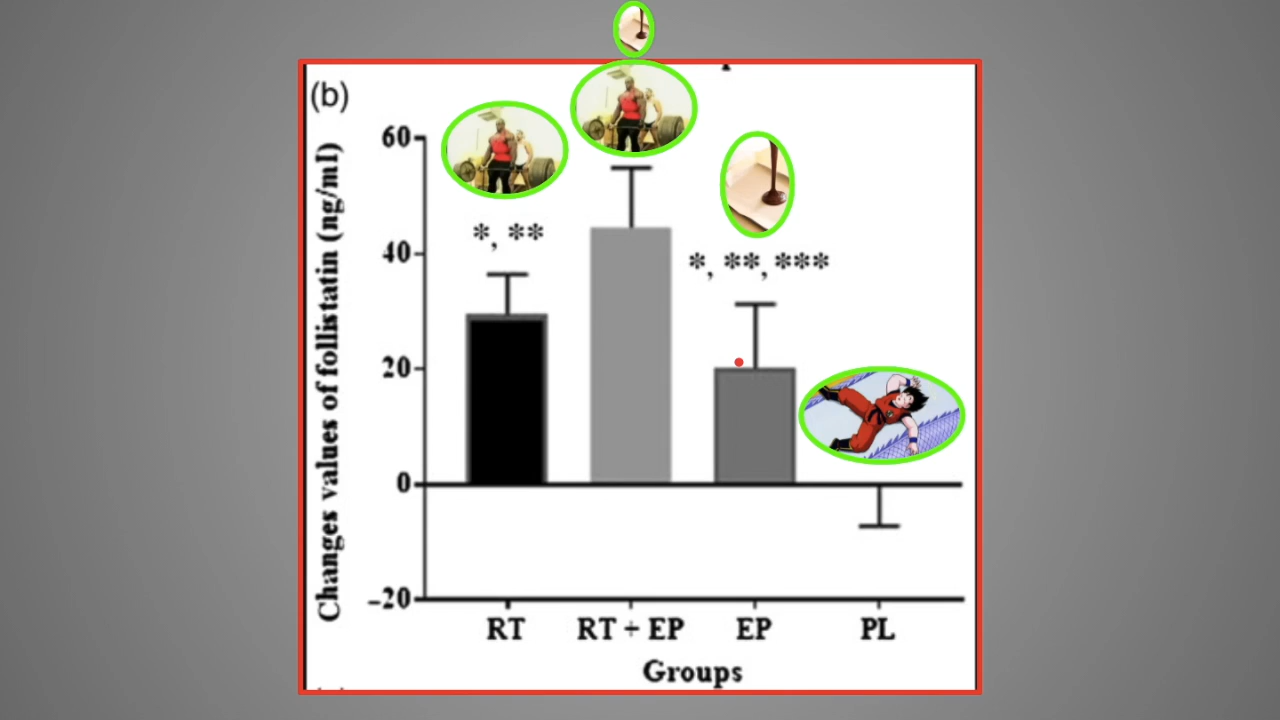 (b)
Changes values of follistatin (ng/ml)
60
40
20
0
-20
*, **
*, **, ***
RT
RT + EP
EP
PL
Groups